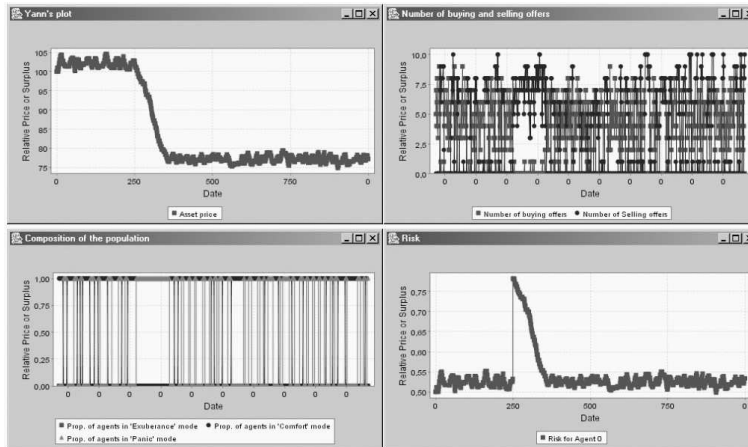 Yann's plot
Relative Price or Surplus
105
100
95
90
85
80
75
0 250 500 750 0
Date
Asset price
Number of buying and selling offers
Relative Price or Surplus
10,0
7,5
5,0
2,5
0,0
0 0 0 0 0 0 0 0 0 0
Date
Number of buying offers Number of Selling offers
Composition of the population
Relative Price or Surplus
1,00
0,75
0,50
0,25
0,00
0 0 0 0 0 0 0 0 0 0
Date
Prop. of agents in 'Exuberance' mode Prop. of agents in 'Comfort' mode
Prop. of agents in 'Panic' mode
Risk
Relative Price or Surplus
0,75
0,70
0,65
0,60
0,55
0,50
0 250 500 750 0
Date
Risk for Agent 0